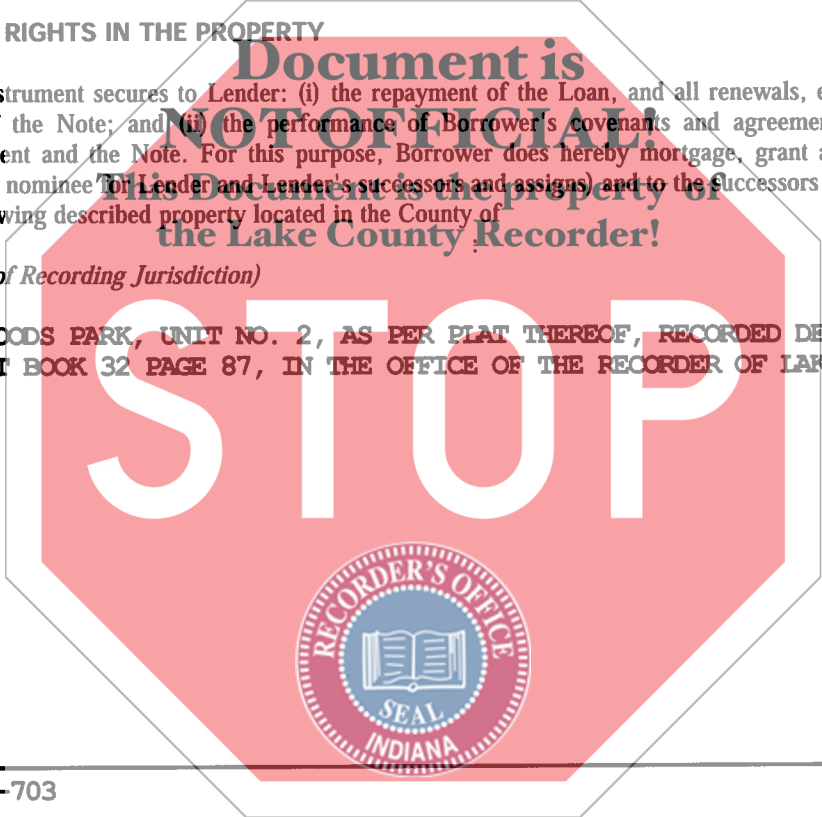 RIGHTS IN THE PROPERTY
Document is
strument secures to Lender: (i) the repayment of the Loan, and all renewals, e
NOT OFFICIAL!
the Note; and (ii) the performance of Borrower's covenants and agreeme
ent and the Note. For this purpose, Borrower does hereby mortgage, grant a
This Document is the property of
nominee for Lender and Lender's successors and assigns) and to the successors
wing described property located in the County of
the Lake County Recorder!
:
of Recording Jurisdiction)
OODS PARK, UNIT NO. 2, AS PER PLAT THEREOF, RECORDED DE
T BOOK 32 PAGE 87, IN THE OFFICE OF THE RECORDER OF LAK
STOP
RECORDER'S OFFICE
SEAL
INDIANA
-703